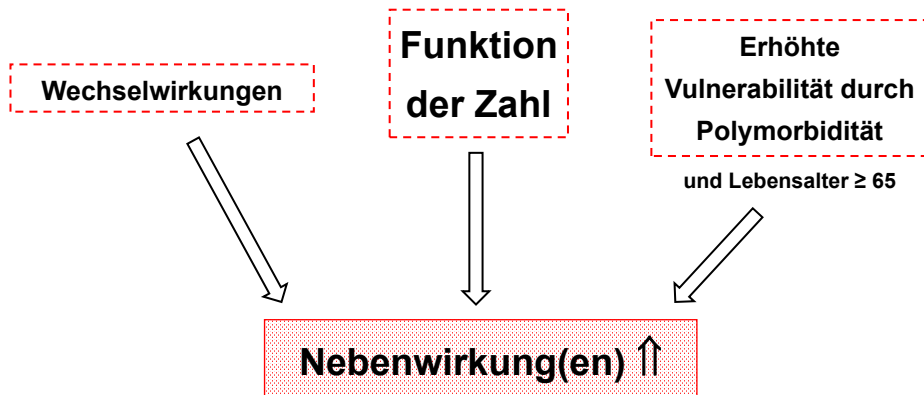 Wechselwirkungen
Funktion
der Zahl
Erhöhte
Vulnerabilität durch
Polymorbidität
und Lebensalter ≥ 65
Nebenwirkung(en) ⇑